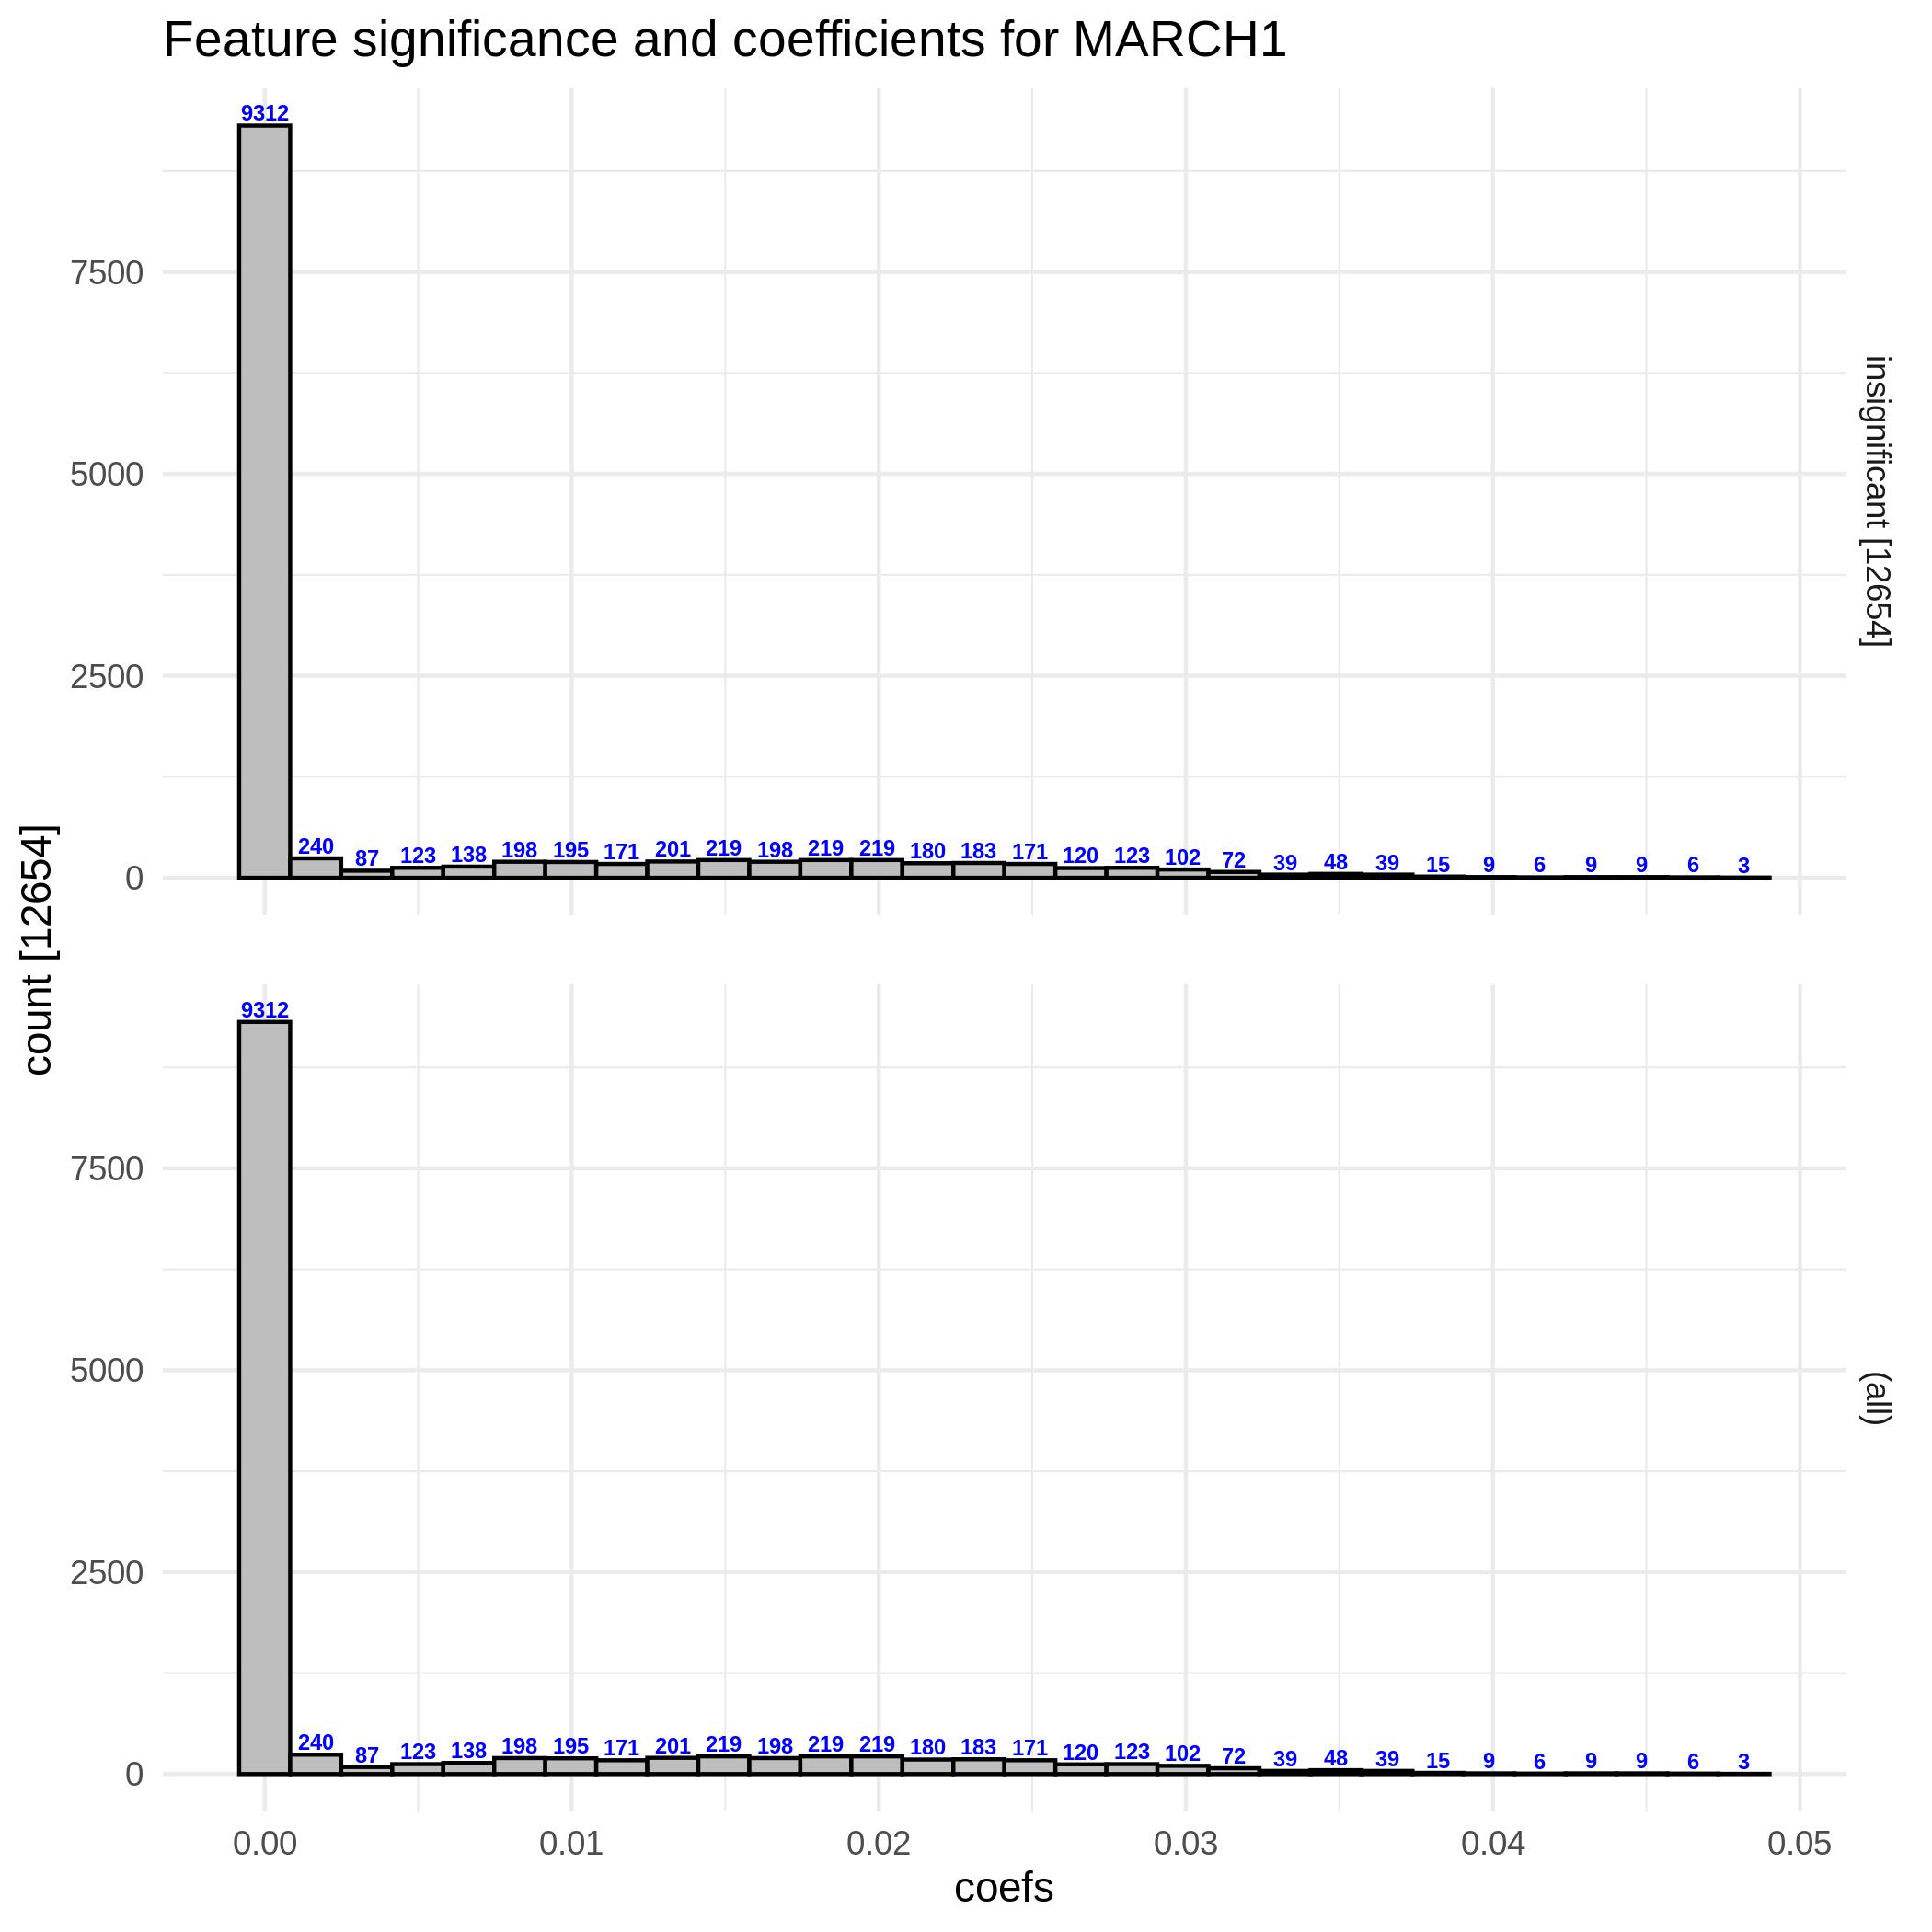 Feature significance and coefficients for MARCH1
count [12654]
9312
240 87 123 138 198 195 171 201 219 198 219 219 180 183 171 120 123 102 72 39 48 39 15 9 6 9 9 6 3
7500
5000
2500
0
insignificant [12654]
9312
240 87 123 138 198 195 171 201 219 198 219 219 180 183 171 120 123 102 72 39 48 39 15 9 6 9 9 6 3
7500
5000
2500
0
(all)
0.00 0.01 0.02 0.03 0.04 0.05
coefs